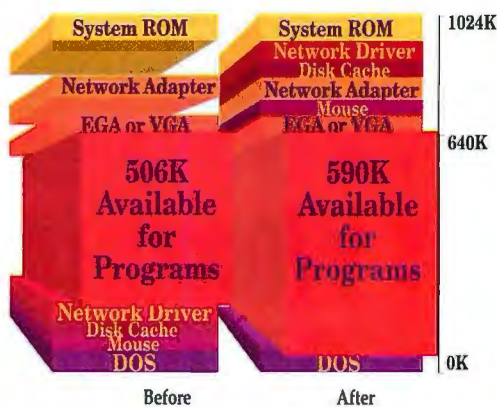 System ROM
Network Adapter
EGA or VGA
506K
Available
for
Programs
Network Driver
Disk Cache
Mouse
DOS
Before
System ROM
Network Driver
Disk Cache
Network Adapter
Mouse
EGA or VGA
590K
Available
for
Programs
DOS
After
1024K
640K
0K